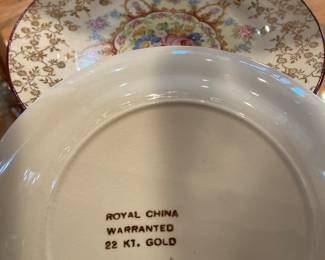 ROYAL CHINA
WARRANTED
22 KT. GOLD